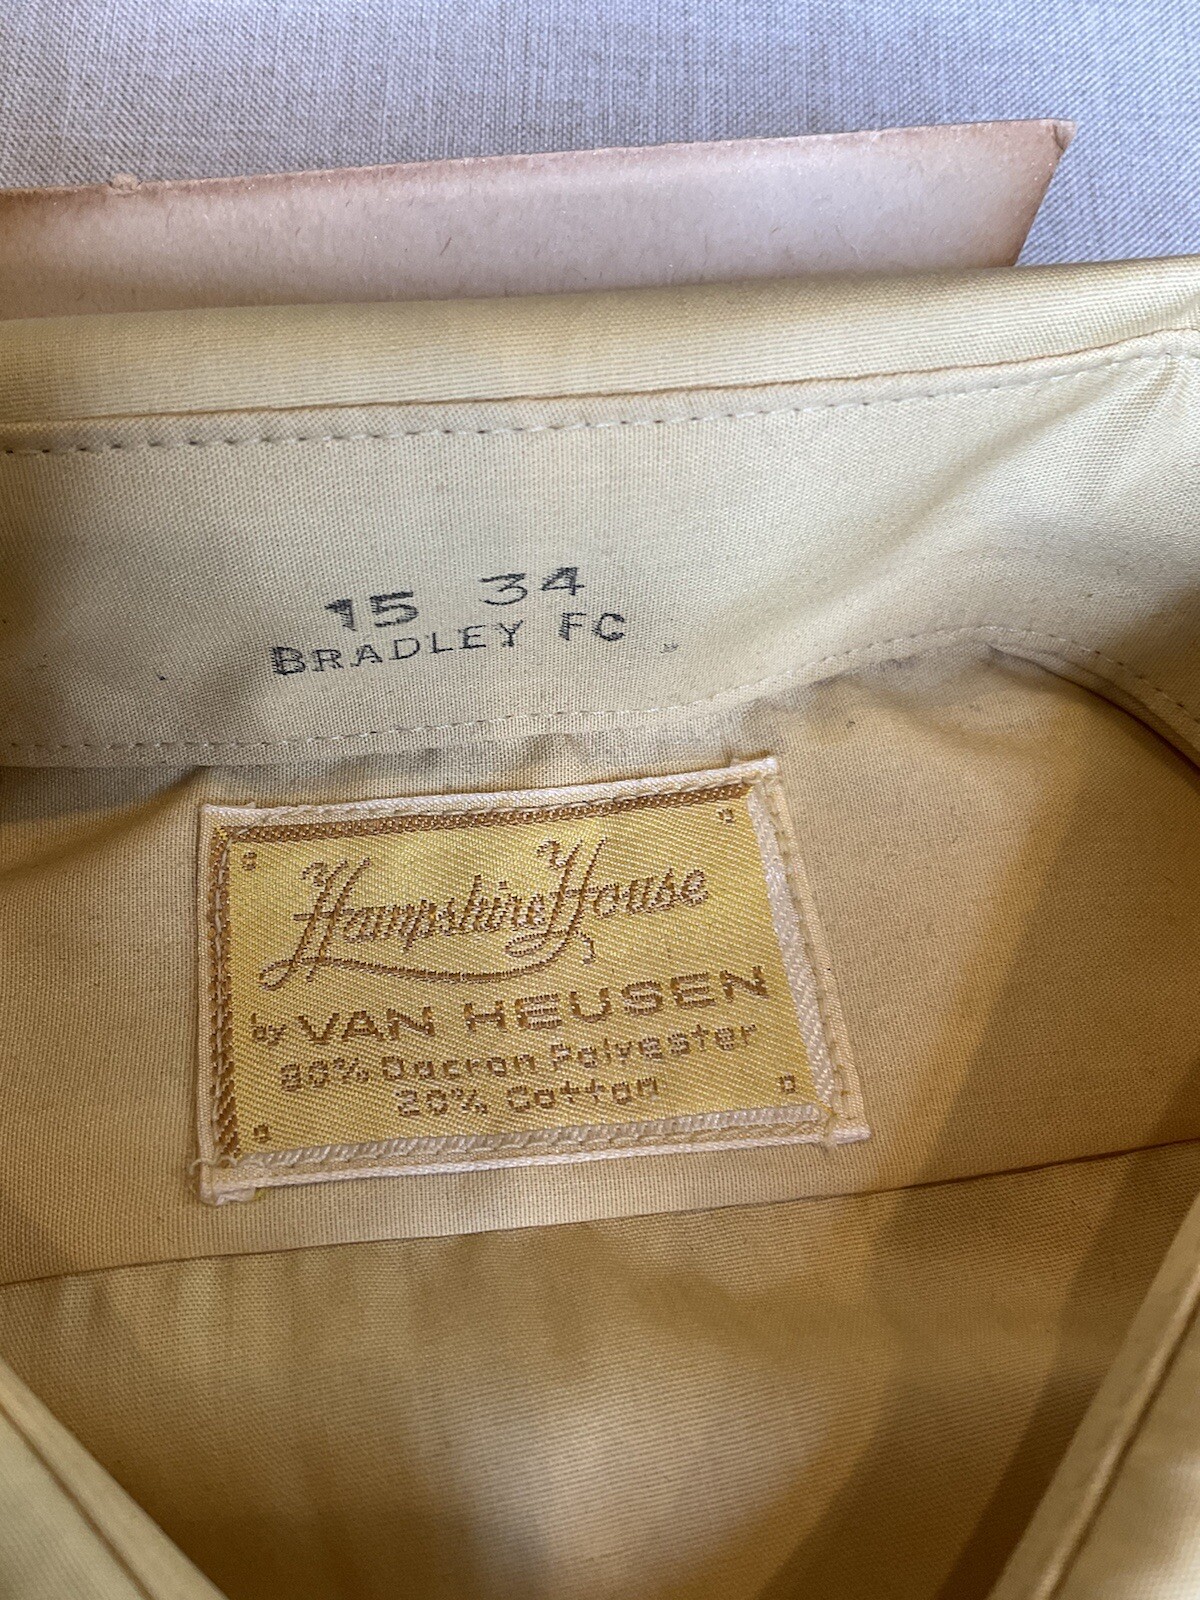 15 34
BRADLEY FC
Hampshire House
by VAN HEUSEN
80% Dacron Polyester
20% Cotton